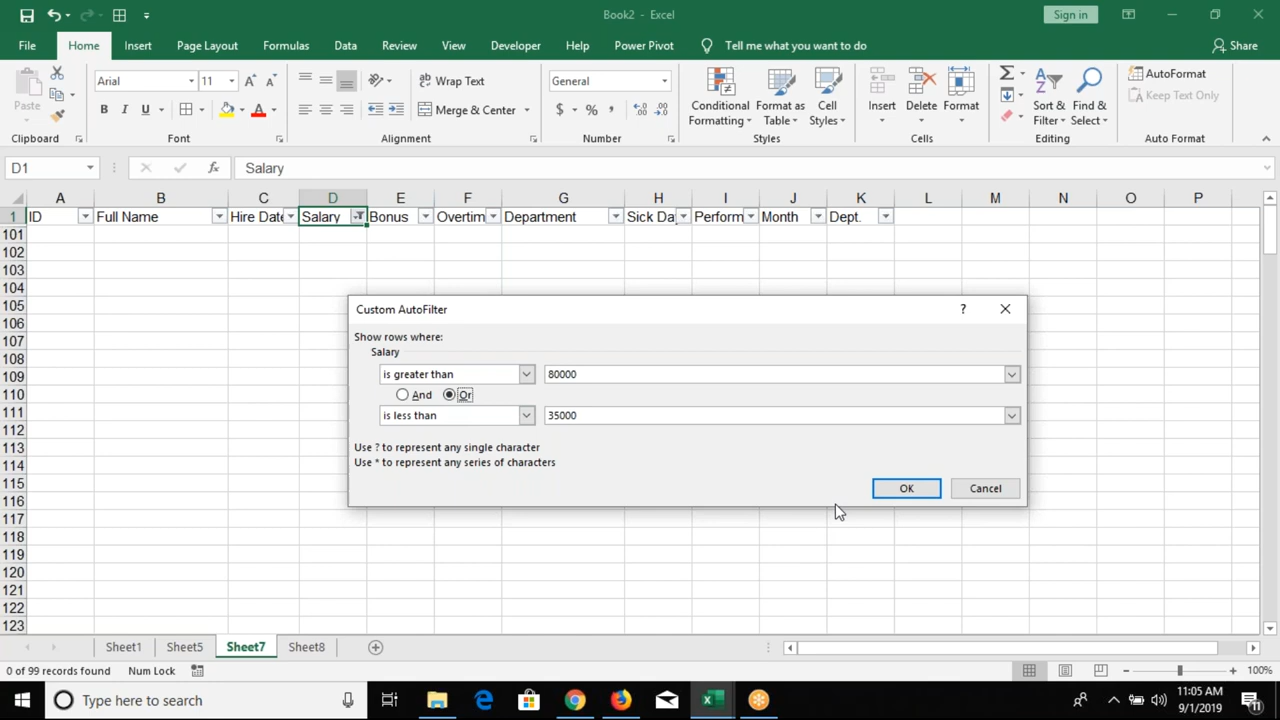 Book2 - Excel
Sign in
File Home Insert Page Layout Formulas Data Review View Developer Help Power Pivot Tell me what you want to do Share
Paste
Clipboard
Arial 11
B I U
Font
Wrap Text
Merge & Center
Alignment
General
$ % ,
Number
Conditional Formatting
Format as Table
Cell Styles
Styles
Insert
Delete
Format
Cells
Sort & Filter
Find & Select
Editing
AutoFormat
Keep Text Only
Auto Format
D1 fx Salary
A B C D E F G H I J K L M N O P
1 ID Full Name Hire Date Salary Bonus Overtim Department Sick Da Perform Month Dept.
101
102
103
104
105
106
107
108
109
110
111
112
113
114
115
116
117
118
119
120
121
122
123
Custom AutoFilter ?
Show rows where:
Salary
is greater than 80000
And Or
is less than 35000
Use ? to represent any single character
Use * to represent any series of characters
OK Cancel
Sheet1 Sheet5 Sheet7 Sheet8
0 of 99 records found Num Lock 100%
Type here to search
11:05 AM
9/1/2019
11